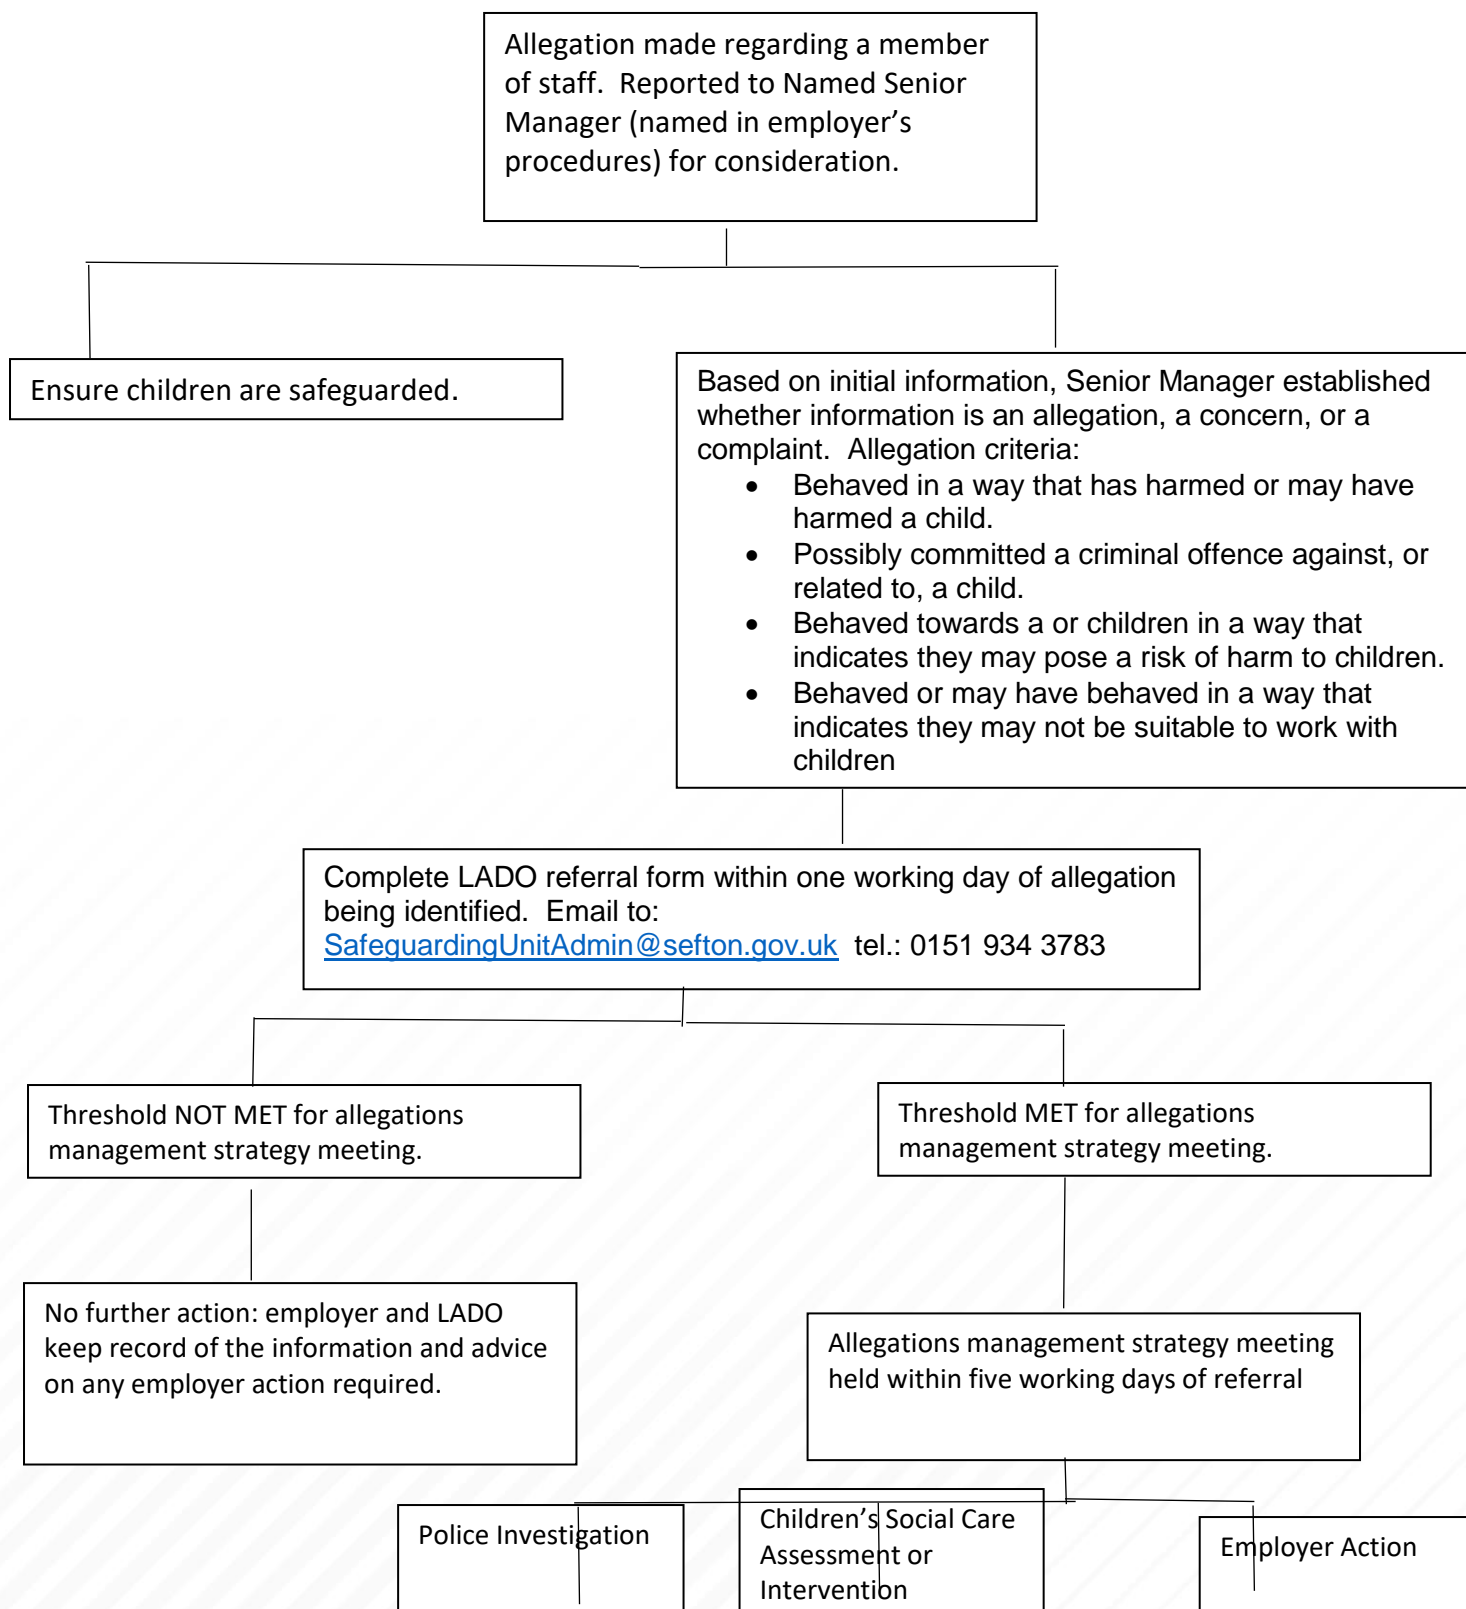 Allegation made regarding a member
of staff.  Reported to Named Senior
Manager (named in employer’s
procedures) for consideration.
Ensure children are safeguarded.
Based on initial information, Senior Manager established
whether information is an allegation, a concern, or a
complaint.  Allegation criteria:
• Behaved in a way that has harmed or may have
harmed a child.
• Possibly committed a criminal offence against, or
related to, a child.
• Behaved towards a or children in a way that
indicates they may pose a risk of harm to children.
• Behaved or may have behaved in a way that
indicates they may not be suitable to work with
children
Complete LADO referral form within one working day of allegation
being identified.  Email to:
SafeguardingUnitAdmin@sefton.gov.uk  tel.: 0151 934 3783
Threshold NOT MET for allegations
management strategy meeting.
Threshold MET for allegations
management strategy meeting.
No further action: employer and LADO
keep record of the information and advice
on any employer action required.
Allegations management strategy meeting
held within five working days of referral
Police Investigation
Children’s Social Care
Assessment or
Intervention
Employer Action